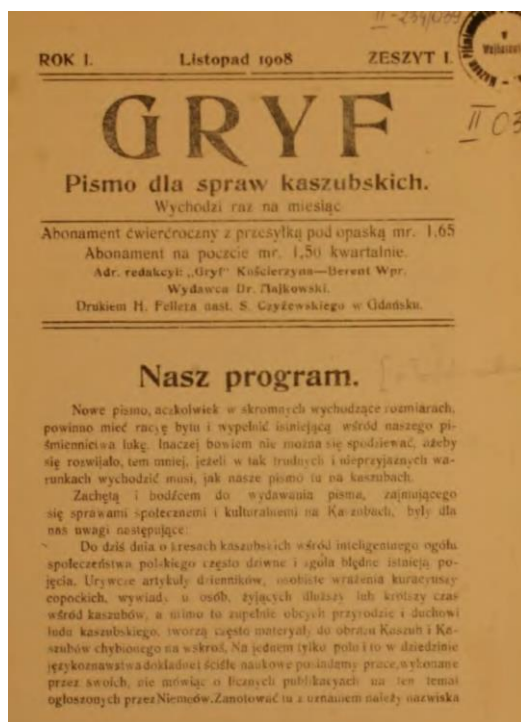 II-
ROK I. Listopad 1908 ZESZYT I.
II 03
GRYF
Pismo dla spraw kaszubskich.
Wychodzi raz na miesiąc
Abonament ćwierćroczny z przesyłką pod opaską mr. 1,65
Abonament na poczcie mr. 1,50 kwartalnie.
Adr. redakcyi: „Gryf" Kościerzyna—Berent Wpr.
Wydawca Dr. Majkowski.
Drukiem H. Fellera nast. S. Czyżewskiego w Gdańsku.
Nasz program.
Nowe pismo, aczkolwiek w skromnych wychodzące rozmiarach,
powinno mieć racyę bytu i wypełnić istniejącą wśród naszego pi-
śmiennictwa lukę. Inaczej bowiem nie można się spodziewać, ażeby
się roswijało, tem mniej, jeżeli w tak trudnych i nieprzyjaznych wa-
runkach wychodzić musi, jak nasze pismo tu na kaszubach.
Zachętą i bodźcem do wydawania pisma, zajmującego
się sprawami społecznemi i kulturalnemi na Kaszubach, były dla
nas uwagi następujące:
Do dziś dnia o kresach kaszubskich wśród inteligentnego ogółu
społeczeństwa polskiego często dziwne i zgoła błędne istnieją po-
jęcia. Urywcze artykuły dzienników, osobiste wrażenia kuracyuszy
copockich, wywiady u osób, żyjących dłuższy lub krótszy czas
wśród kaszubów, a mimo to zupełnie obcych przyrodzie i duchowi
ludu kaszubskiego, tworzą często materyał do obrazu Kaszub i Ka-
szubów chybionego na wskroś. Na jednem tylko polu i to w dziedzinie
językoznawstwa dokładnej ściśle naukowe posiadamy prace, wykonane
przez swoich, nie mówiąc o licznych publikacyach na ten temat
ogłoszonych przez Niemców. Zanotować tu z uznaniem należy nazwiska